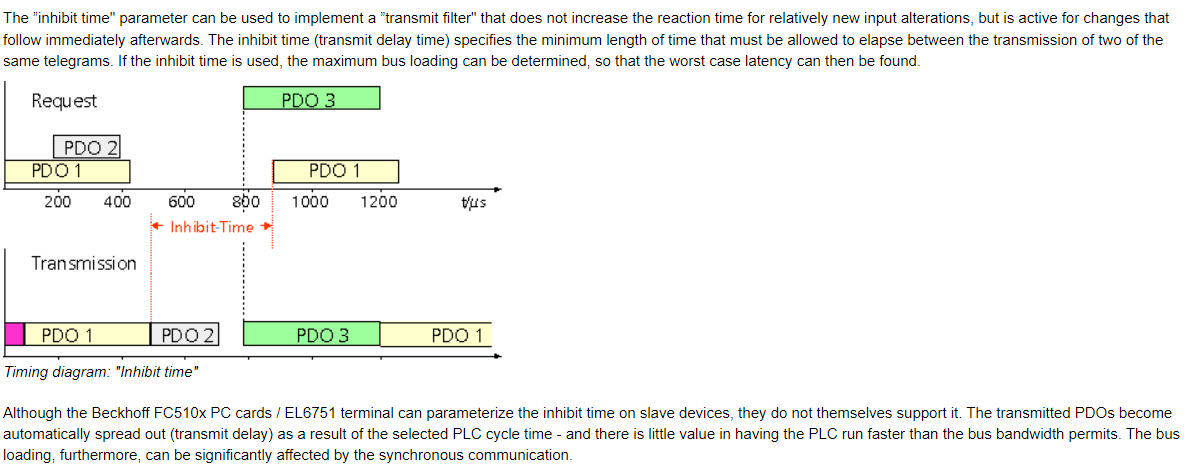 The "inhibit time" parameter can be used to implement a "transmit filter" that does not increase the reaction time for relatively new input alterations, but is active for changes that
follow immediately afterwards. The inhibit time (transmit delay time) specifies the minimum length of time that must be allowed to elapse between the transmission of two of the
same telegrams. If the inhibit time is used, the maximum bus loading can be determined, so that the worst case latency can then be found.
Request
PDO 3
PDO 2
PDO 1
PDO 1
200 400 600 800 1000 1200 t/µs
Inhibit-Time
Transmission
PDO 1 PDO 2 PDO 3 PDO 1
Timing diagram: "Inhibit time"
Although the Beckhoff FC510x PC cards / EL6751 terminal can parameterize the inhibit time on slave devices, they do not themselves support it. The transmitted PDOs become
automatically spread out (transmit delay) as a result of the selected PLC cycle time - and there is little value in having the PLC run faster than the bus bandwidth permits. The bus
loading, furthermore, can be significantly affected by the synchronous communication.